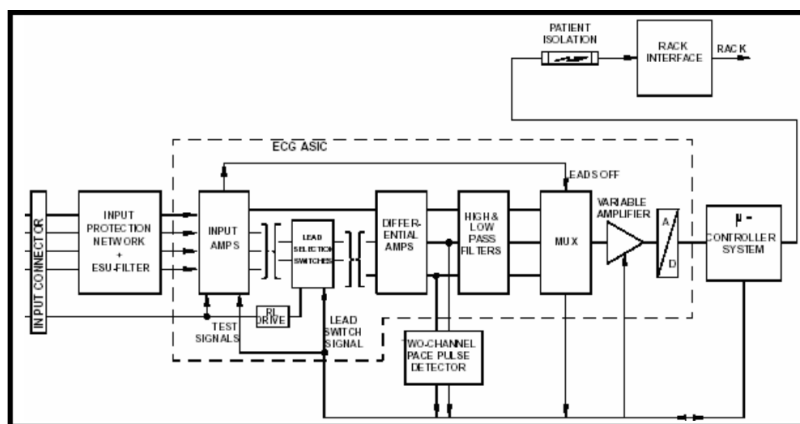 PATIENT
ISOLATION
RACK
INTERFACE
RACK
ECG ASIC
EADS OFF
INPUT CONNECTOR
INPUT
PROTECTION
NETWORK
+
ESU-FILTER
INPUT
AMPS
LEAD
SELECTION
SWITCHES
DIFFER-
ENTIAL
AMPS
HIGH &
LOW
PASS
FILTERS
MUX
VARIABLE
AMPLIFIER
A
D
µ-
CONTROLLER
SYSTEM
RL
DRIVE
TEST
SIGNALS
LEAD
SWITCH
SIGNAL
WO-CHANNEL
PACE PULSE
DETECTOR